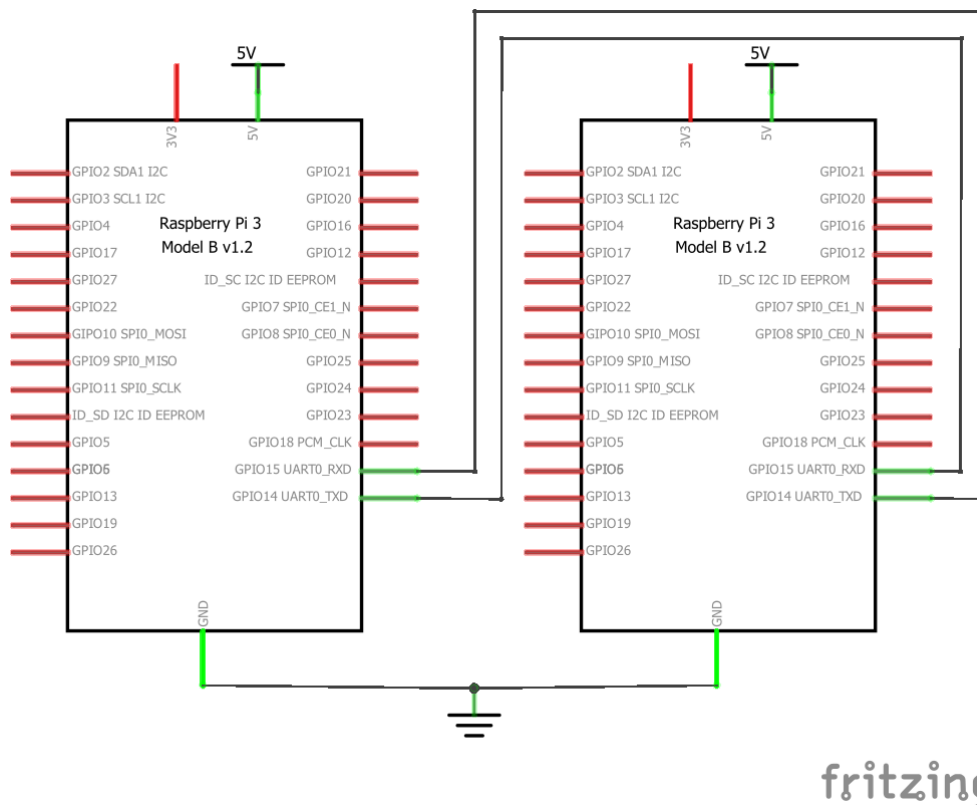 5V
3V3
5V
GPIO2 SDA1 I2C
GPIO3 SCL1 I2C
GPIO4
GPIO17
GPIO27
GPIO22
GIPO10 SPI0_MOSI
GPIO9 SPI0_MISO
GPIO11 SPI0_SCLK
ID_SD I2C ID EEPROM
GPIO5
GPIO6
GPIO13
GPIO19
GPIO26
Raspberry Pi 3
Model B v1.2
GPIO21
GPIO20
GPIO16
GPIO12
ID_SC I2C ID EEPROM
GPIO7 SPI0_CE1_N
GPIO8 SPI0_CE0_N
GPIO25
GPIO24
GPIO23
GPIO18 PCM_CLK
GPIO15 UART0_RXD
GPIO14 UART0_TXD
GND
5V
3V3
5V
GPIO2 SDA1 I2C
GPIO3 SCL1 I2C
GPIO4
GPIO17
GPIO27
GPIO22
GIPO10 SPI0_MOSI
GPIO9 SPI0_MISO
GPIO11 SPI0_SCLK
ID_SD I2C ID EEPROM
GPIO5
GPIO6
GPIO13
GPIO19
GPIO26
Raspberry Pi 3
Model B v1.2
GPIO21
GPIO20
GPIO16
GPIO12
ID_SC I2C ID EEPROM
GPIO7 SPI0_CE1_N
GPIO8 SPI0_CE0_N
GPIO25
GPIO24
GPIO23
GPIO18 PCM_CLK
GPIO15 UART0_RXD
GPIO14 UART0_TXD
GND
fritzing